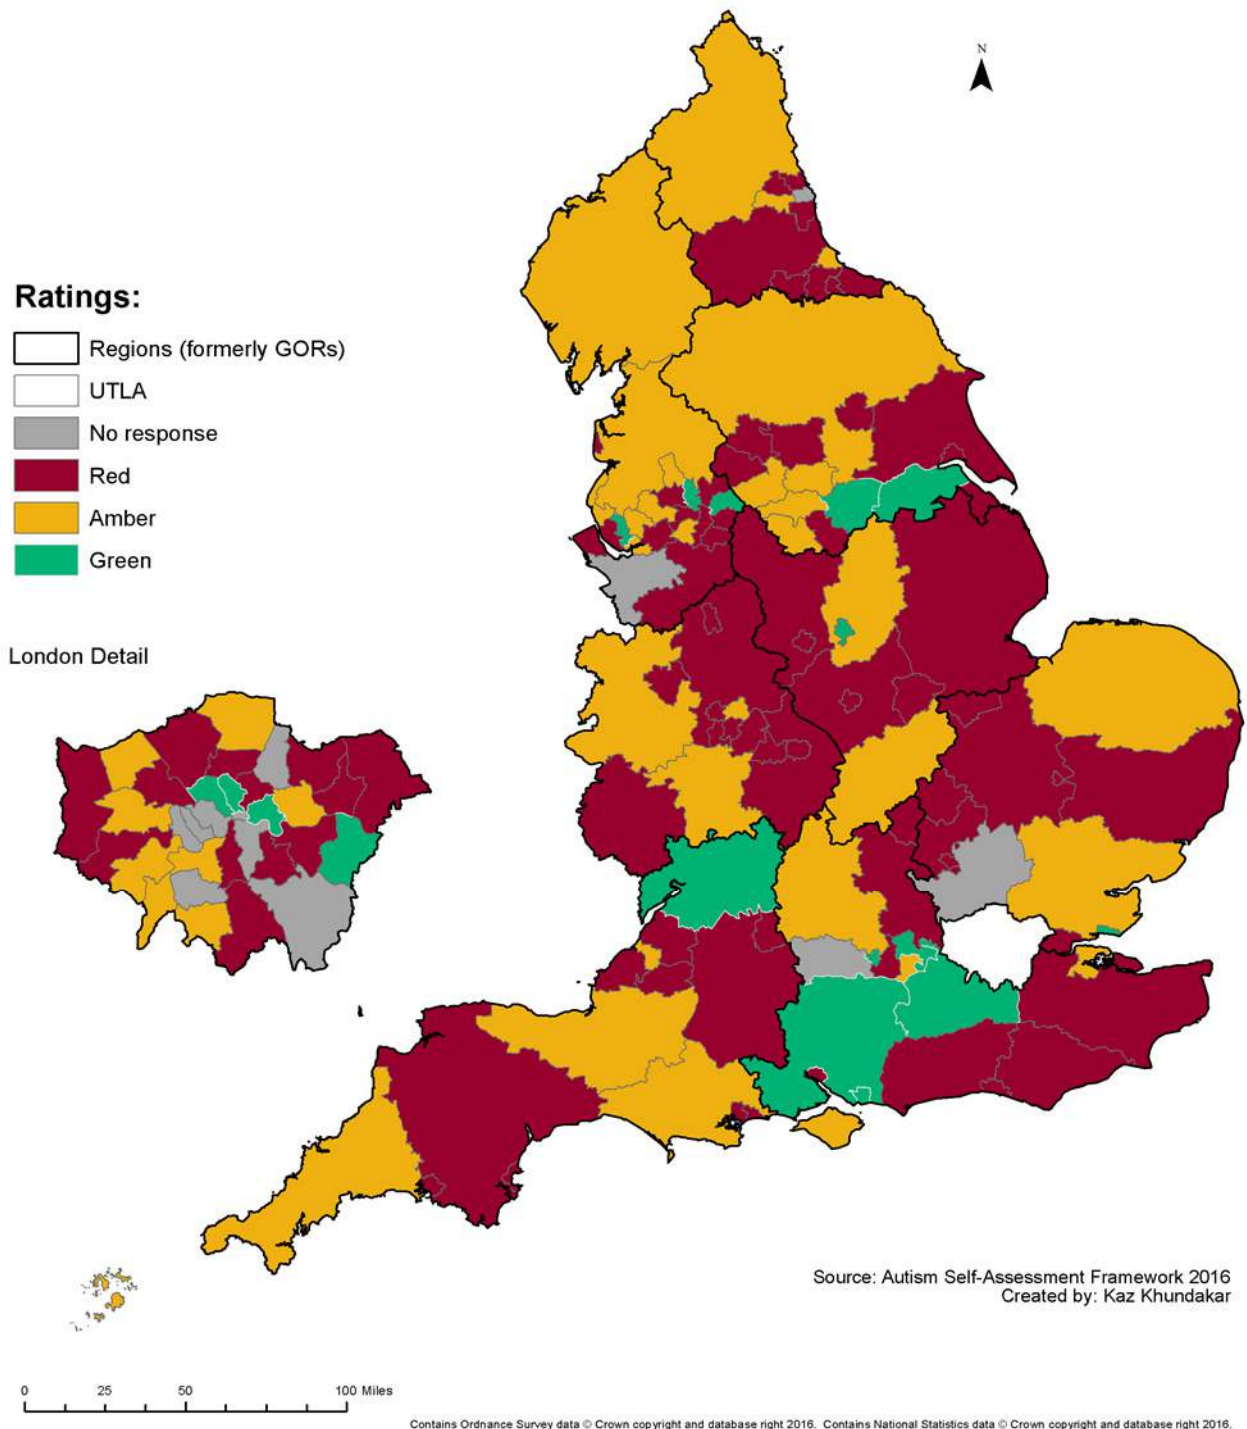 N
Ratings:
Regions (formerly GORs)
UTLA
No response
Red
Amber
Green
London Detail
Source: Autism Self-Assessment Framework 2016
Created by: Kaz Khundakar
0 25 50 100 Miles
Contains Ordnance Survey data © Crown copyright and database right 2016. Contains National Statistics data © Crown copyright and database right 2016.